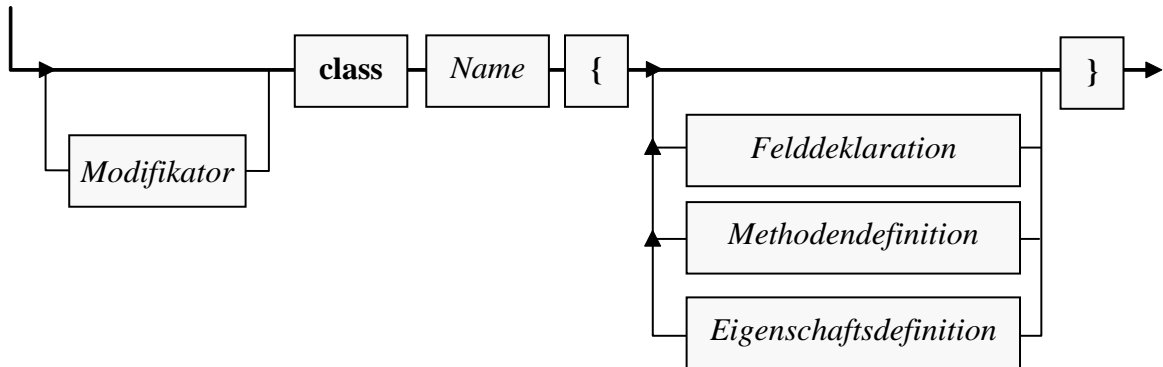 class Name { }
Modifikator
Felddeklaration
Methodendefinition
Eigenschaftsdefinition